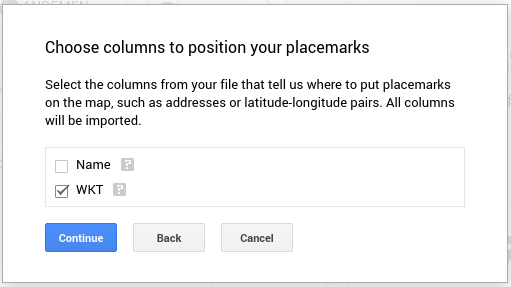 ANDEMEN
Choose columns to position your placemarks
Select the columns from your file that tell us where to put placemarks
on the map, such as addresses or latitude-longitude pairs. All columns
will be imported.
Name ?
WKT ?
Continue Back Cancel